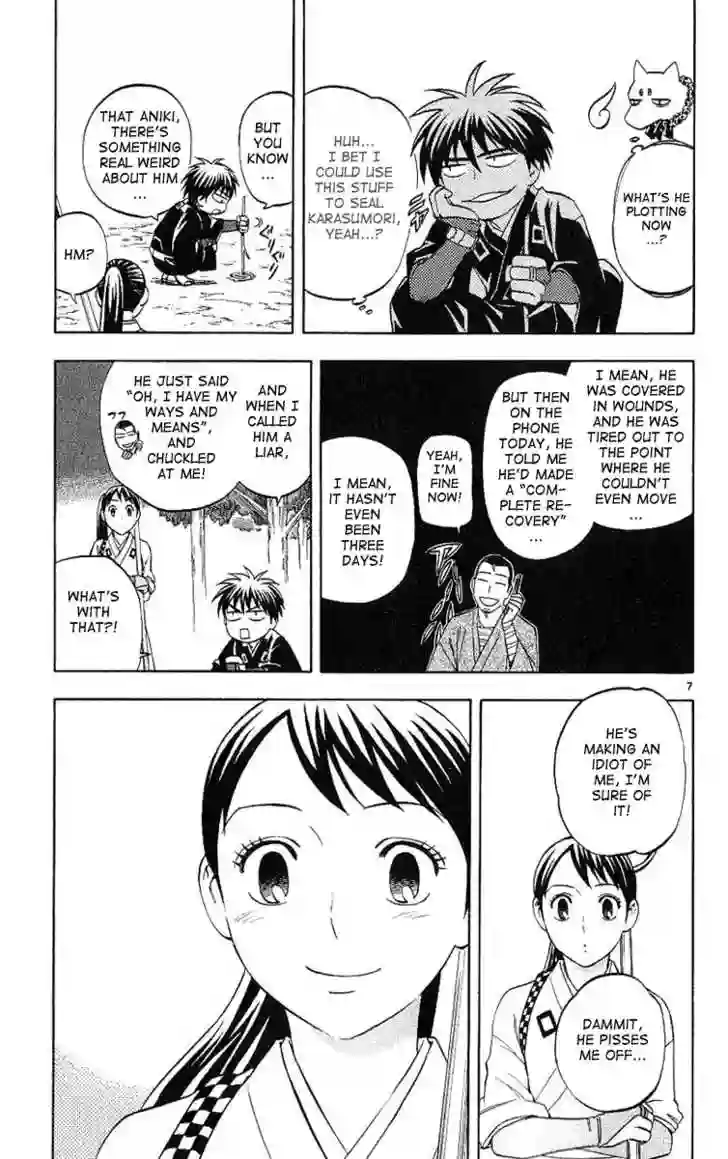 WHAT'S HE
PLOTTING
NOW
...?
HUH...
I BET I
COULD USE
THIS STUFF
TO SEAL
KARASUMORI,
YEAH...?
BUT
YOU
KNOW
...
THAT ANIKI,
THERE'S
SOMETHING
REAL WEIRD
ABOUT HIM
...
HM?
I MEAN, HE
WAS COVERED
IN WOUNDS,
AND HE WAS
TIRED OUT TO
THE POINT
WHERE HE
COULDN'T
EVEN MOVE
...
BUT THEN
ON THE
PHONE
TODAY, HE
TOLD ME
HE'D MADE
A "COM-
PLETE RE-
COVERY"
...
YEAH,
I'M
FINE
NOW!
I MEAN,
IT HASN'T
EVEN
BEEN
THREE
DAYS!
AND
WHEN I
CALLED
HIM A
LIAR,
HE JUST SAID
"OH, I HAVE MY
WAYS AND
MEANS",
AND
CHUCKLED
AT ME!
WHAT'S
WITH
THAT?!
7
HE'S
MAKING AN
IDIOT OF
ME, I'M
SURE OF
IT!
DAMMIT,
HE PISSES
ME OFF...